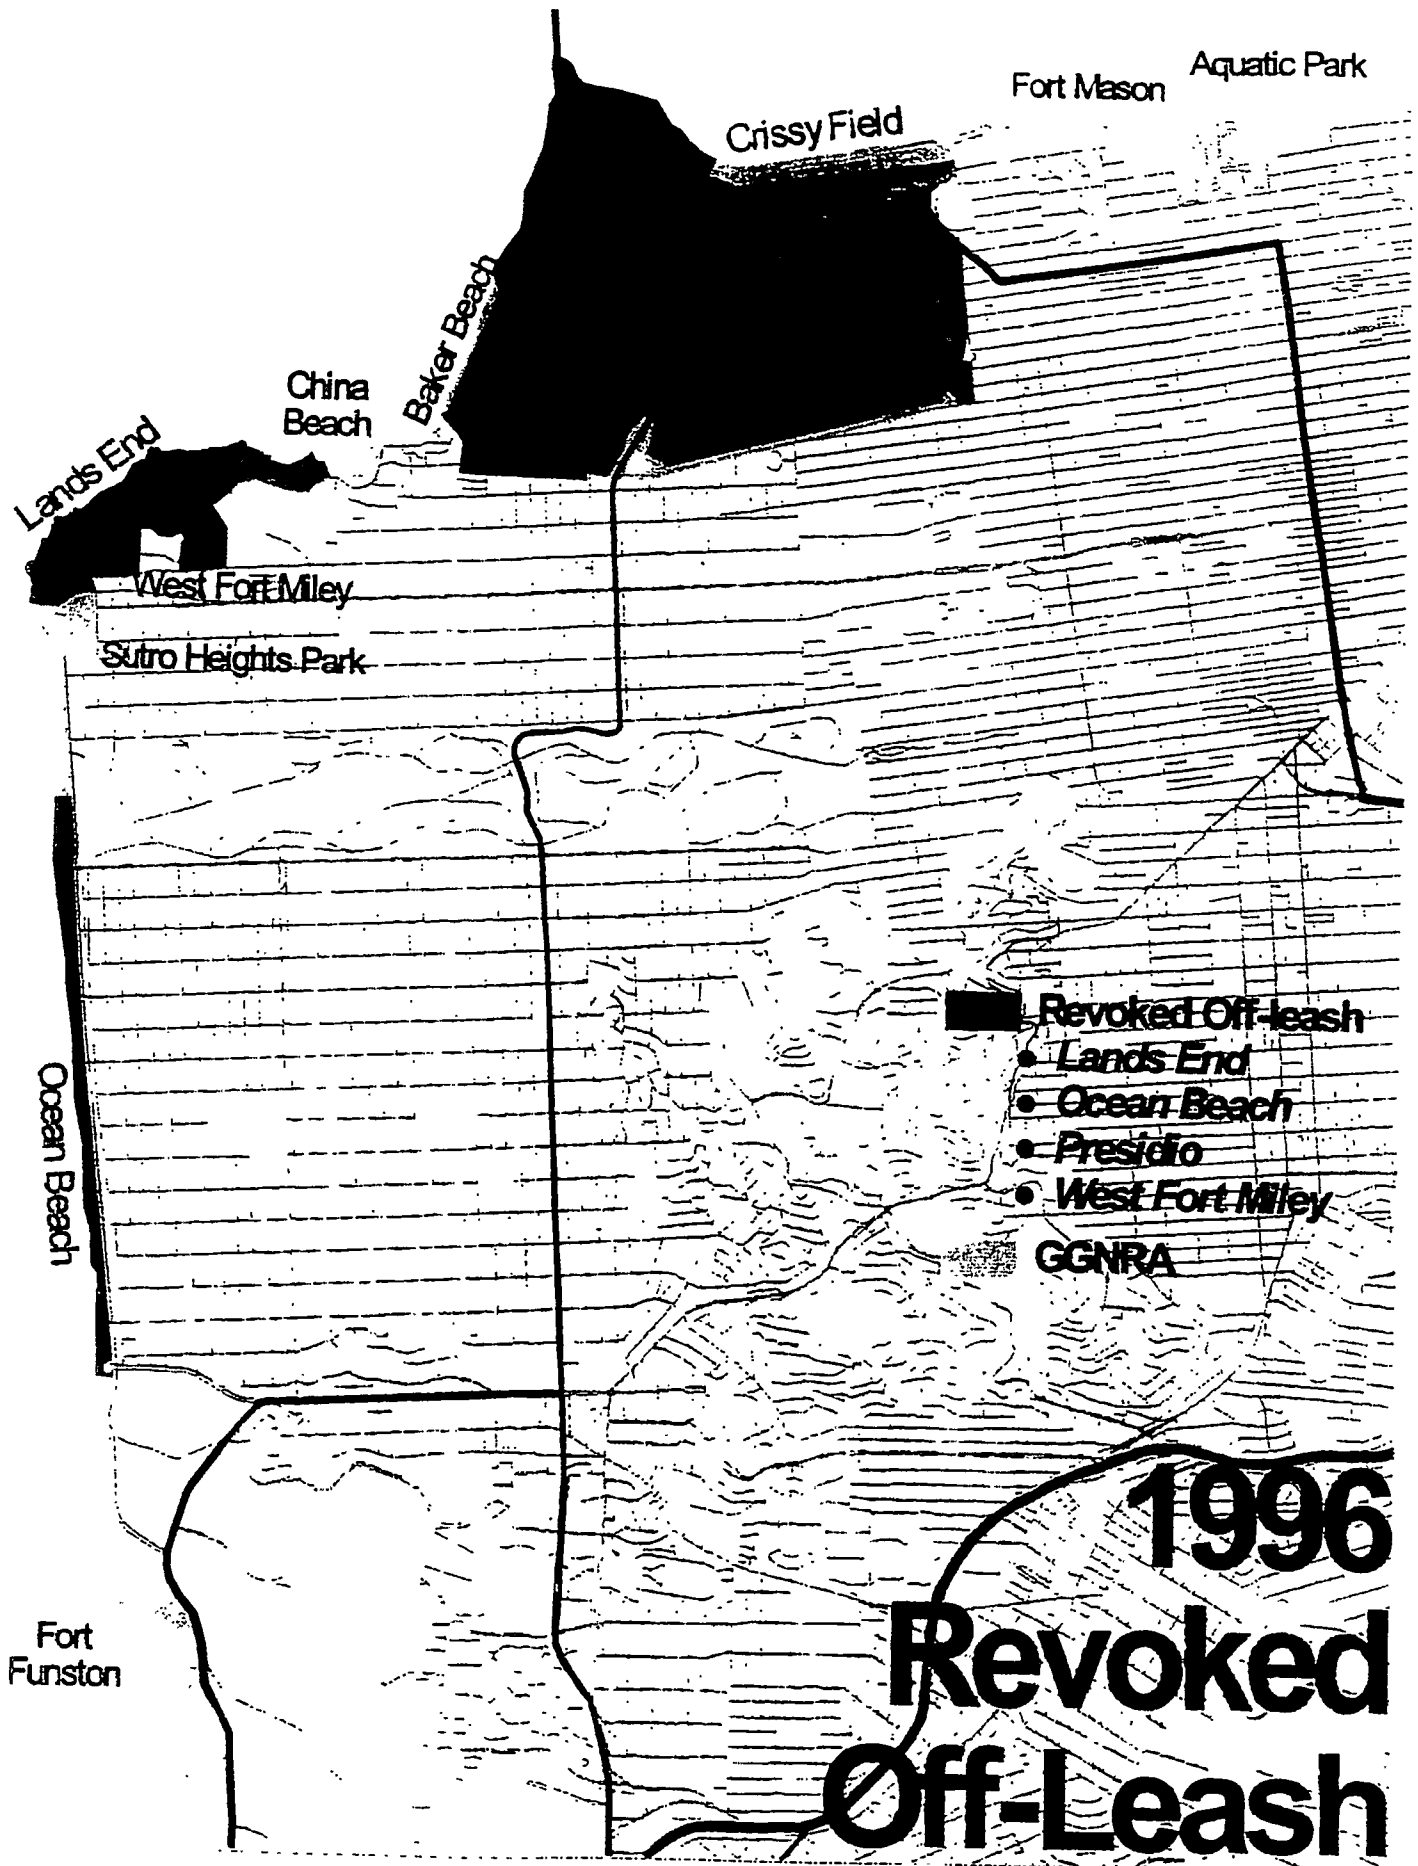 Aquatic Park
Fort Mason
Crissy Field
Baker Beach
China
Beach
Lands End
West Fort Miley
Sutro Heights Park
Ocean Beach
Revoked Off-leash
• Lands End
• Ocean Beach
• Presidio
• West Fort Miley
GGNRA
Fort
Funston
1996
Revoked
Off-Leash